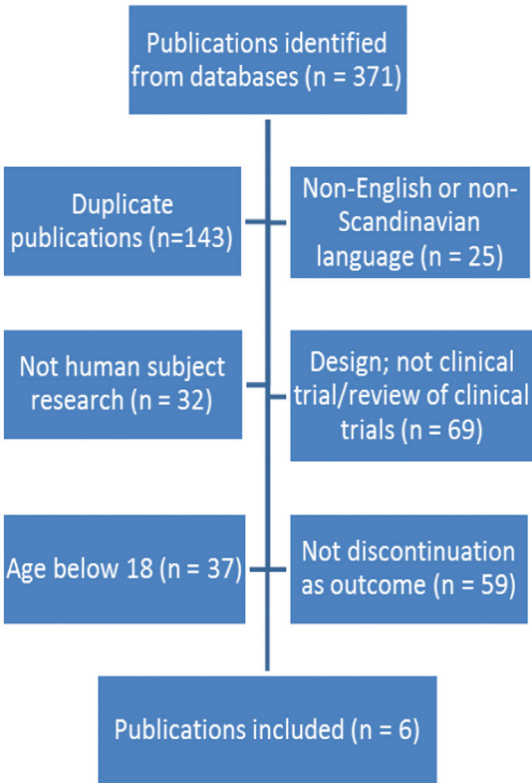 Publications identified
from databases (n = 371)
Duplicate
publications (n=143)
Non-English or non-
Scandinavian
language (n = 25)
Not human subject
research (n = 32)
Design; not clinical
trial/review of clinical
trials (n = 69)
Age below 18 (n = 37)
Not discontinuation
as outcome (n = 59)
Publications included (n = 6)